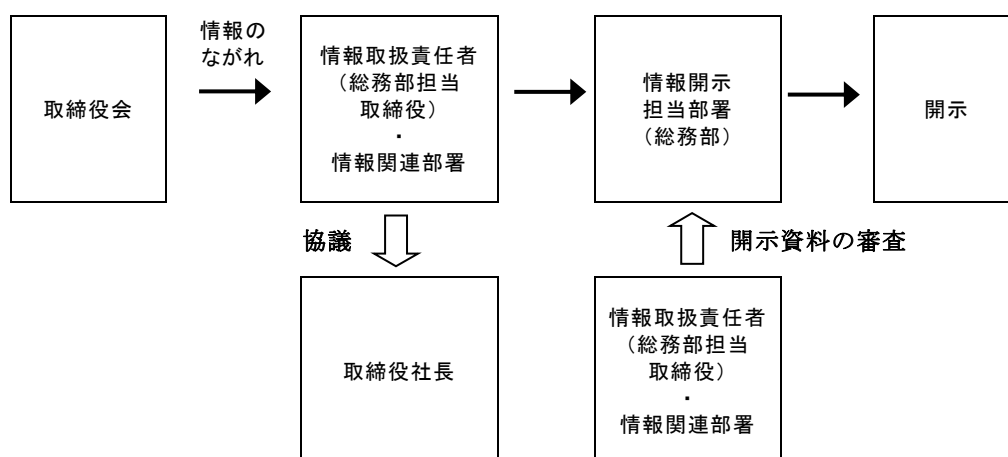 取締役会
情報の
ながれ
情報取扱責任者
（総務部担当
取締役）
・
情報関連部署
情報開示
担当部署
（総務部）
開示
協議
開示資料の審査
取締役社長
情報取扱責任者
（総務部担当
取締役）
・
情報関連部署